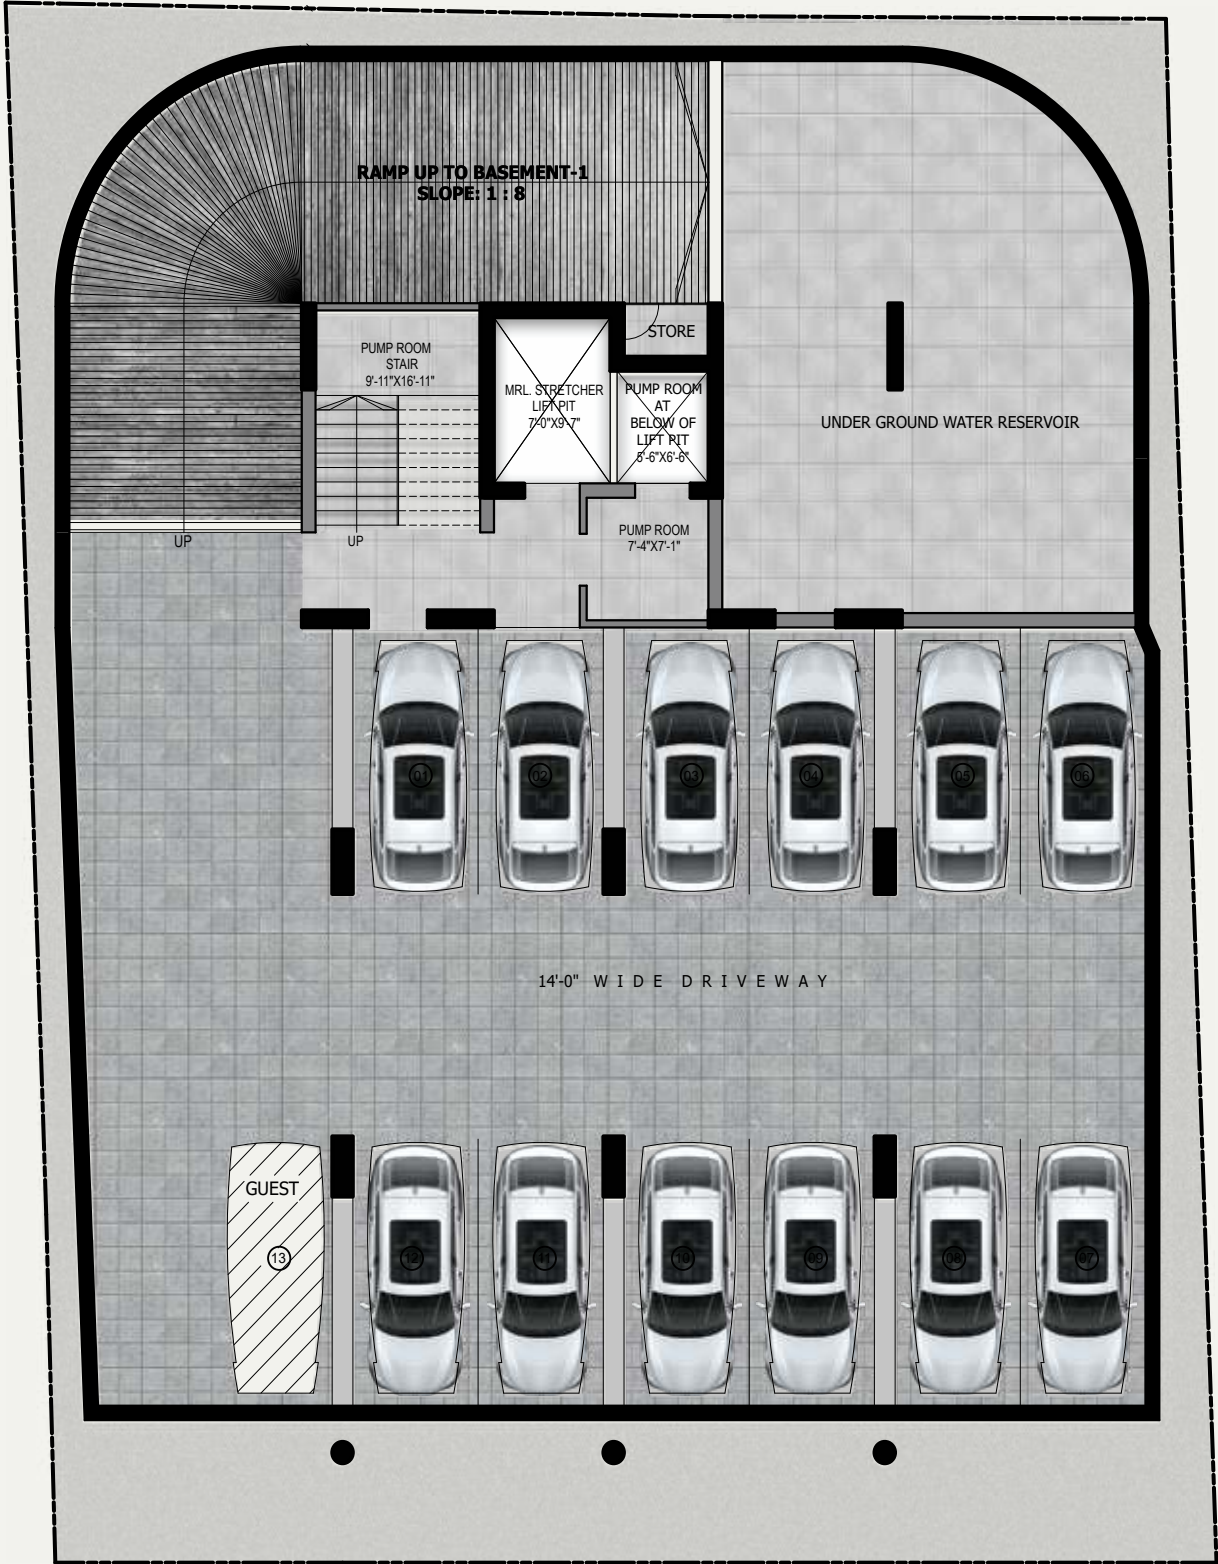 RAMP UP TO BASEMENT-1
SLOPE: 1 : 8
STORE
PUMP ROOM
STAIR
9'-11"X16'-11"
MRL. STRETCHER
LIFT PIT
7'-0"X9'-7"
PUMP ROOM
AT
BELOW OF
LIFT PIT
5'-6"X6'-6"
UNDER GROUND WATER RESERVOIR
PUMP ROOM
7'-4"X7'-1"
UP
UP
01
02
03
04
05
06
14'-0" WIDE DRIVEWAY
GUEST
13
12
11
10
09
08
07